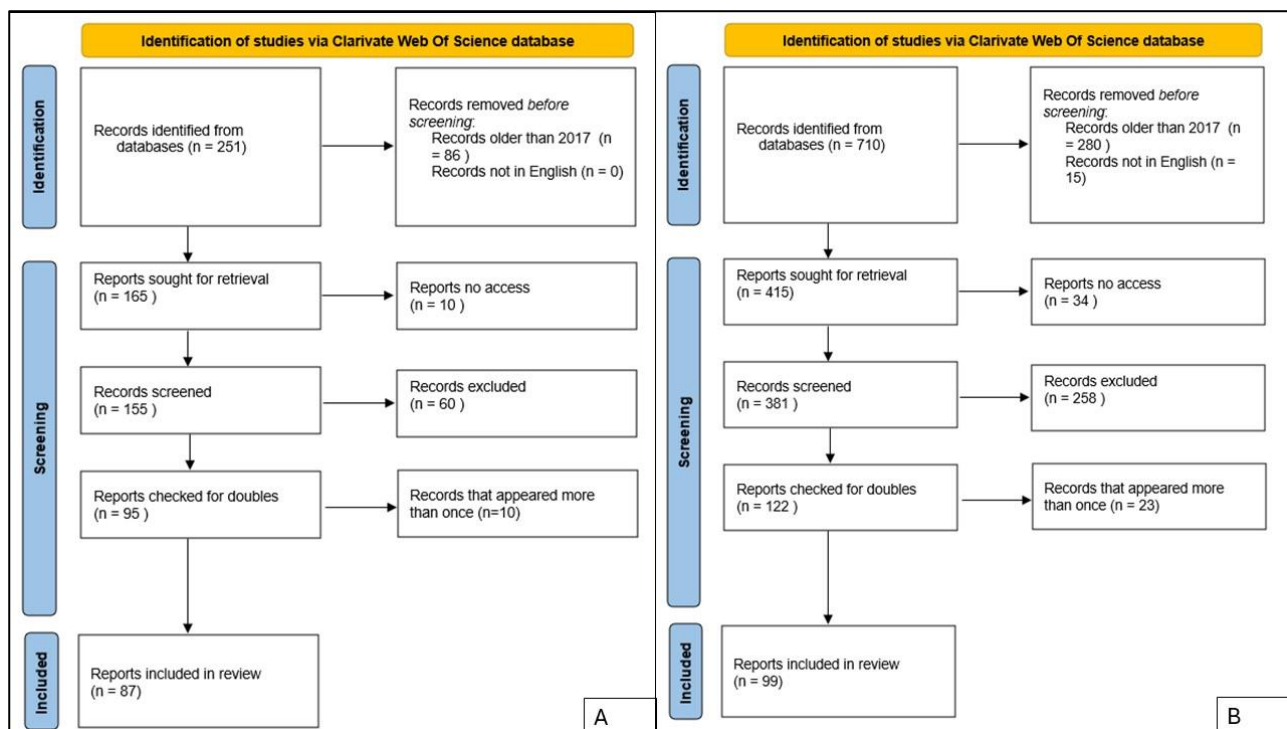 Identification of studies via Clarivate Web Of Science database
Identification
Records identified from
databases (n = 251)
Records removed before
screening:
Records older than 2017 (n
= 86 )
Records not in English (n = 0)
Screening
Reports sought for retrieval
(n = 165 )
Reports no access
(n = 10 )
Records screened
(n = 155 )
Records excluded
(n = 60 )
Reports checked for doubles
(n = 95 )
Records that appeared more
than once (n=10)
Included
Reports included in review
(n = 87)
A
Identification of studies via Clarivate Web Of Science database
Identification
Records identified from
databases (n = 710)
Records removed before
screening:
Records older than 2017 (n
= 280 )
Records not in English (n =
15)
Screening
Reports sought for retrieval
(n = 415)
Reports no access
(n = 34 )
Records screened
(n = 381 )
Records excluded
(n = 258 )
Reports checked for doubles
(n = 122 )
Records that appeared more
than once (n = 23)
Included
Reports included in review
(n = 99)
B